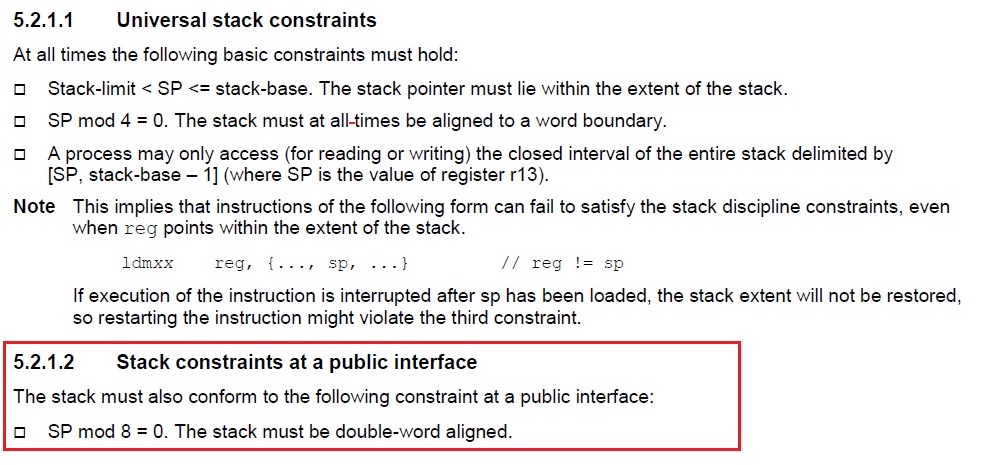 5.2.1.1 Universal stack constraints
At all times the following basic constraints must hold:
□ Stack-limit < SP <= stack-base. The stack pointer must lie within the extent of the stack.
□ SP mod 4 = 0. The stack must at all-times be aligned to a word boundary.
□ A process may only access (for reading or writing) the closed interval of the entire stack delimited by
[SP, stack-base – 1] (where SP is the value of register r13).
Note This implies that instructions of the following form can fail to satisfy the stack discipline constraints, even
when reg points within the extent of the stack.
ldmxx reg, {..., sp, ...} // reg != sp
If execution of the instruction is interrupted after sp has been loaded, the stack extent will not be restored,
so restarting the instruction might violate the third constraint.
5.2.1.2 Stack constraints at a public interface
The stack must also conform to the following constraint at a public interface:
□ SP mod 8 = 0. The stack must be double-word aligned.